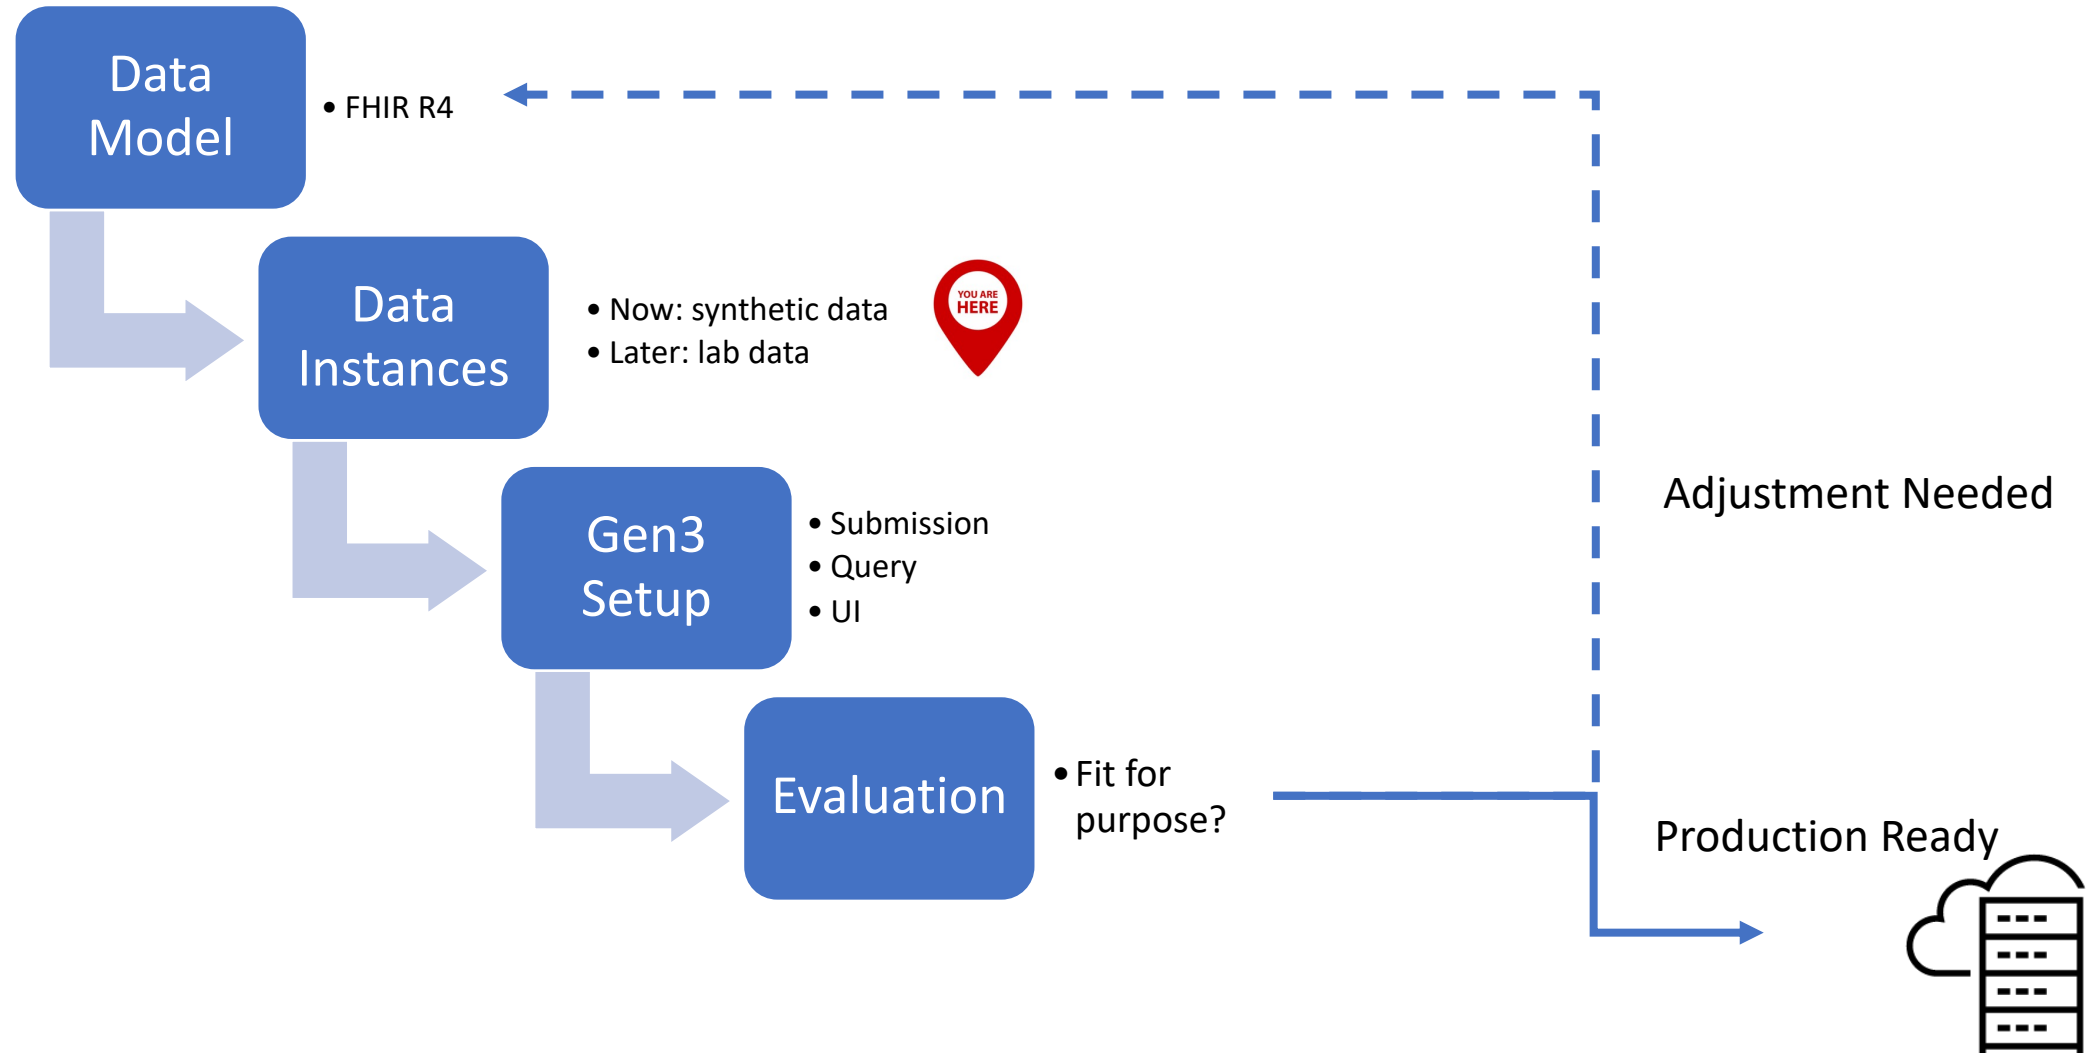 Data
Model
• FHIR R4
Data
Instances
• Now: synthetic data
• Later: lab data
YOU ARE
HERE
Gen3
Setup
• Submission
• Query
• UI
Adjustment Needed
Evaluation
• Fit for
purpose?
Production Ready